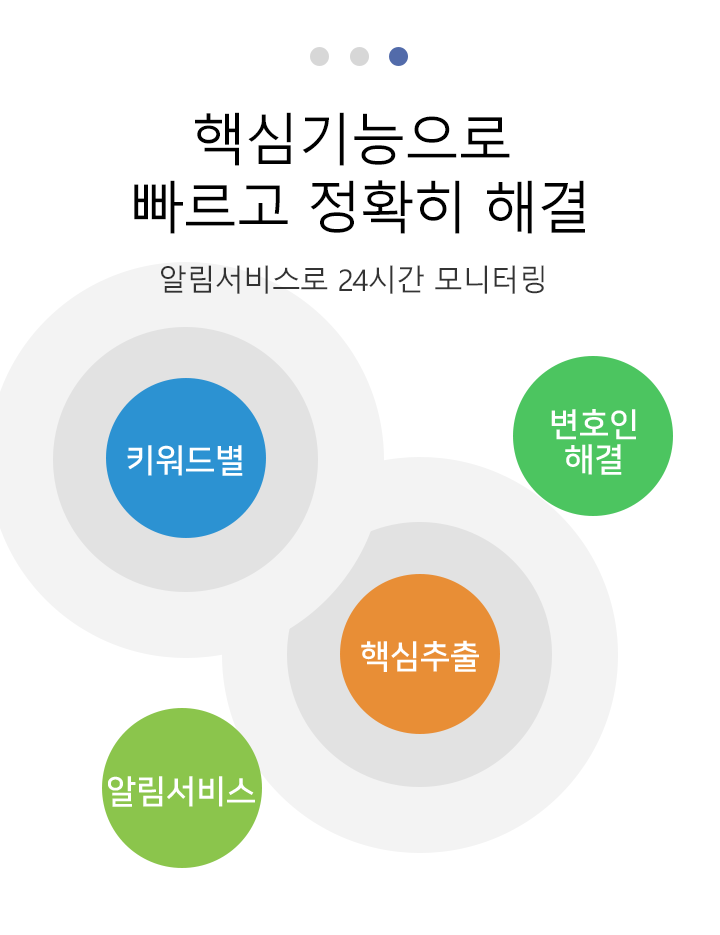 핵심기능으로
빠르고 정확히 해결
알림서비스로 24시간 모니터링
변호인
해결
키워드별
핵심추출
알림서비스